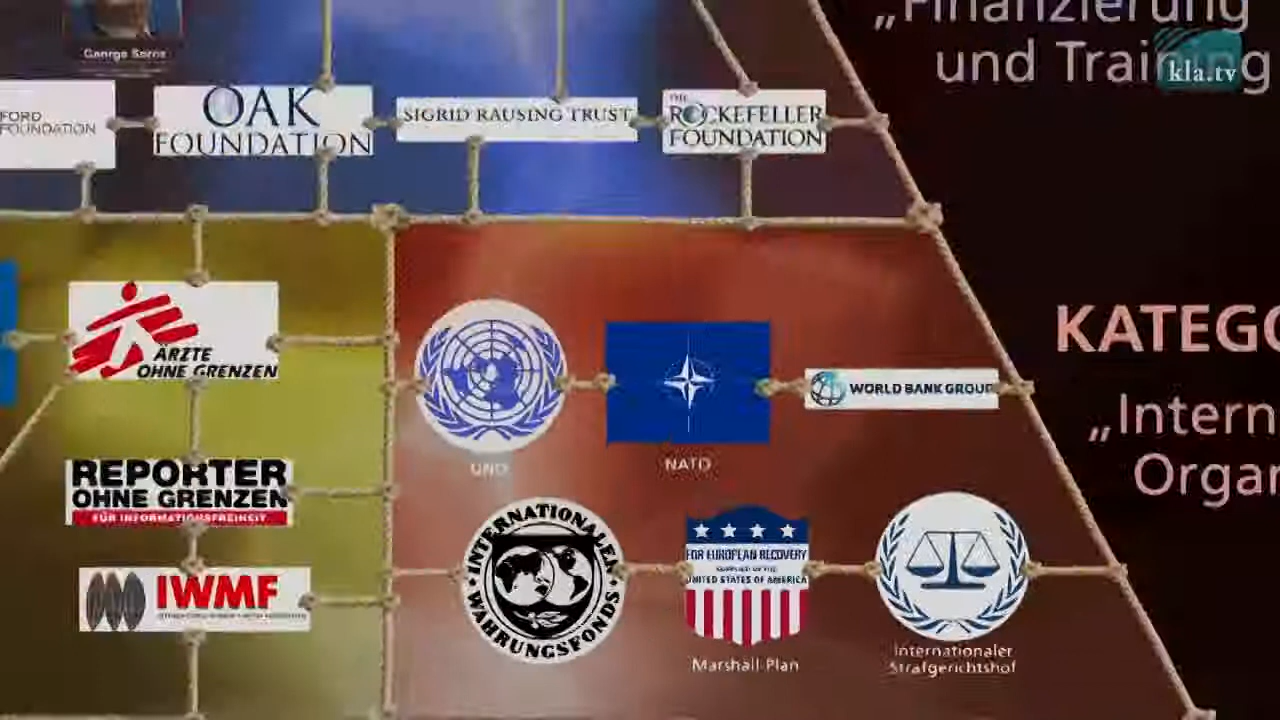 „Finanzierung
und Training
kla.tv
George Soros
FORD
FOUNDATION
OAK
FOUNDATION
SIGRID RAUSING TRUST
THE
ROCKEFELLER
FOUNDATION
ÄRZTE
OHNE GRENZEN
REPORTER
OHNE GRENZEN
FÜR INFORMATIONSFREIHEIT
IWMF
UNO
NATO
WORLD BANK GROUP
INTERNATIONALER
WÄHRUNGSFONDS
FOR EUROPEAN RECOVERY
SUPPLIED BY THE
UNITED STATES OF AMERICA
Marshall-Plan
Internationaler
Strafgerichtshof
KATEGO
„Intern
Organ